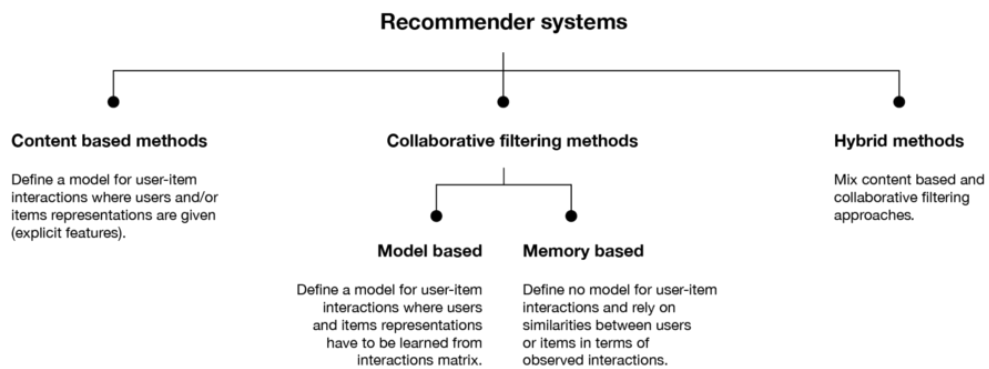 Recommender systems
Content based methods
Define a model for user-item
interactions where users and/or
items representations are given
(explicit features).
Collaborative filtering methods
Model based
Define a model for user-item
interactions where users
and items representations
have to be learned from
interactions matrix.
Memory based
Define no model for user-item
interactions and rely on
similarities between users
or items in terms of
observed interactions.
Hybrid methods
Mix content based and
collaborative filtering
approaches.